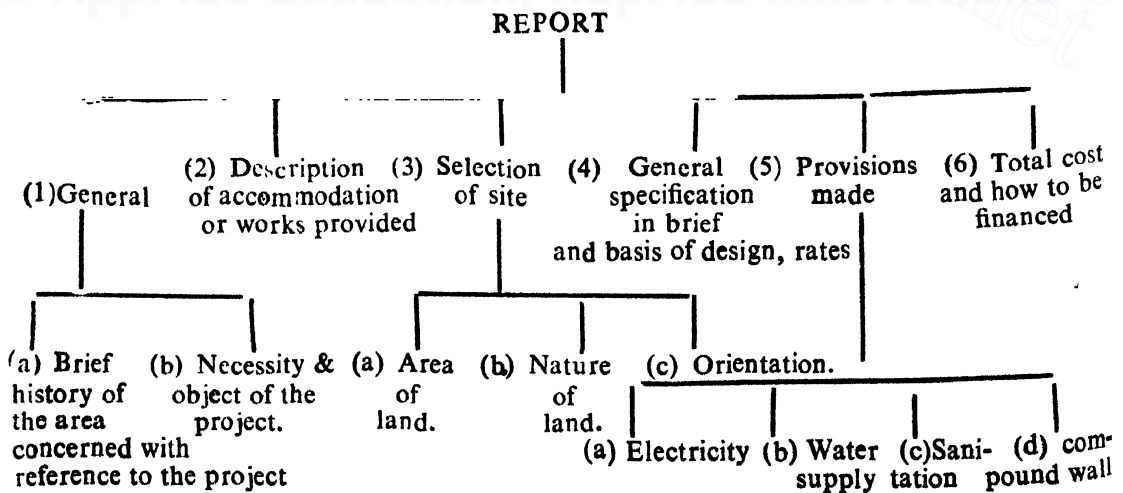 REPORT
(1)General
(2) Description
of accommodation
or works provided
(3) Selection
of site
(4) General
specification
in brief
and basis of design, rates
(5) Provisions
made
(6) Total cost
and how to be
financed
(a) Brief
history of
the area
concerned with
reference to the project
(b) Necessity &
object of the
project.
(a) Area
of
land.
(b) Nature
of
land.
(c) Orientation.
(a) Electricity
(b) Water
supply
(c)Sani-
tation
(d) com-
pound wall
net